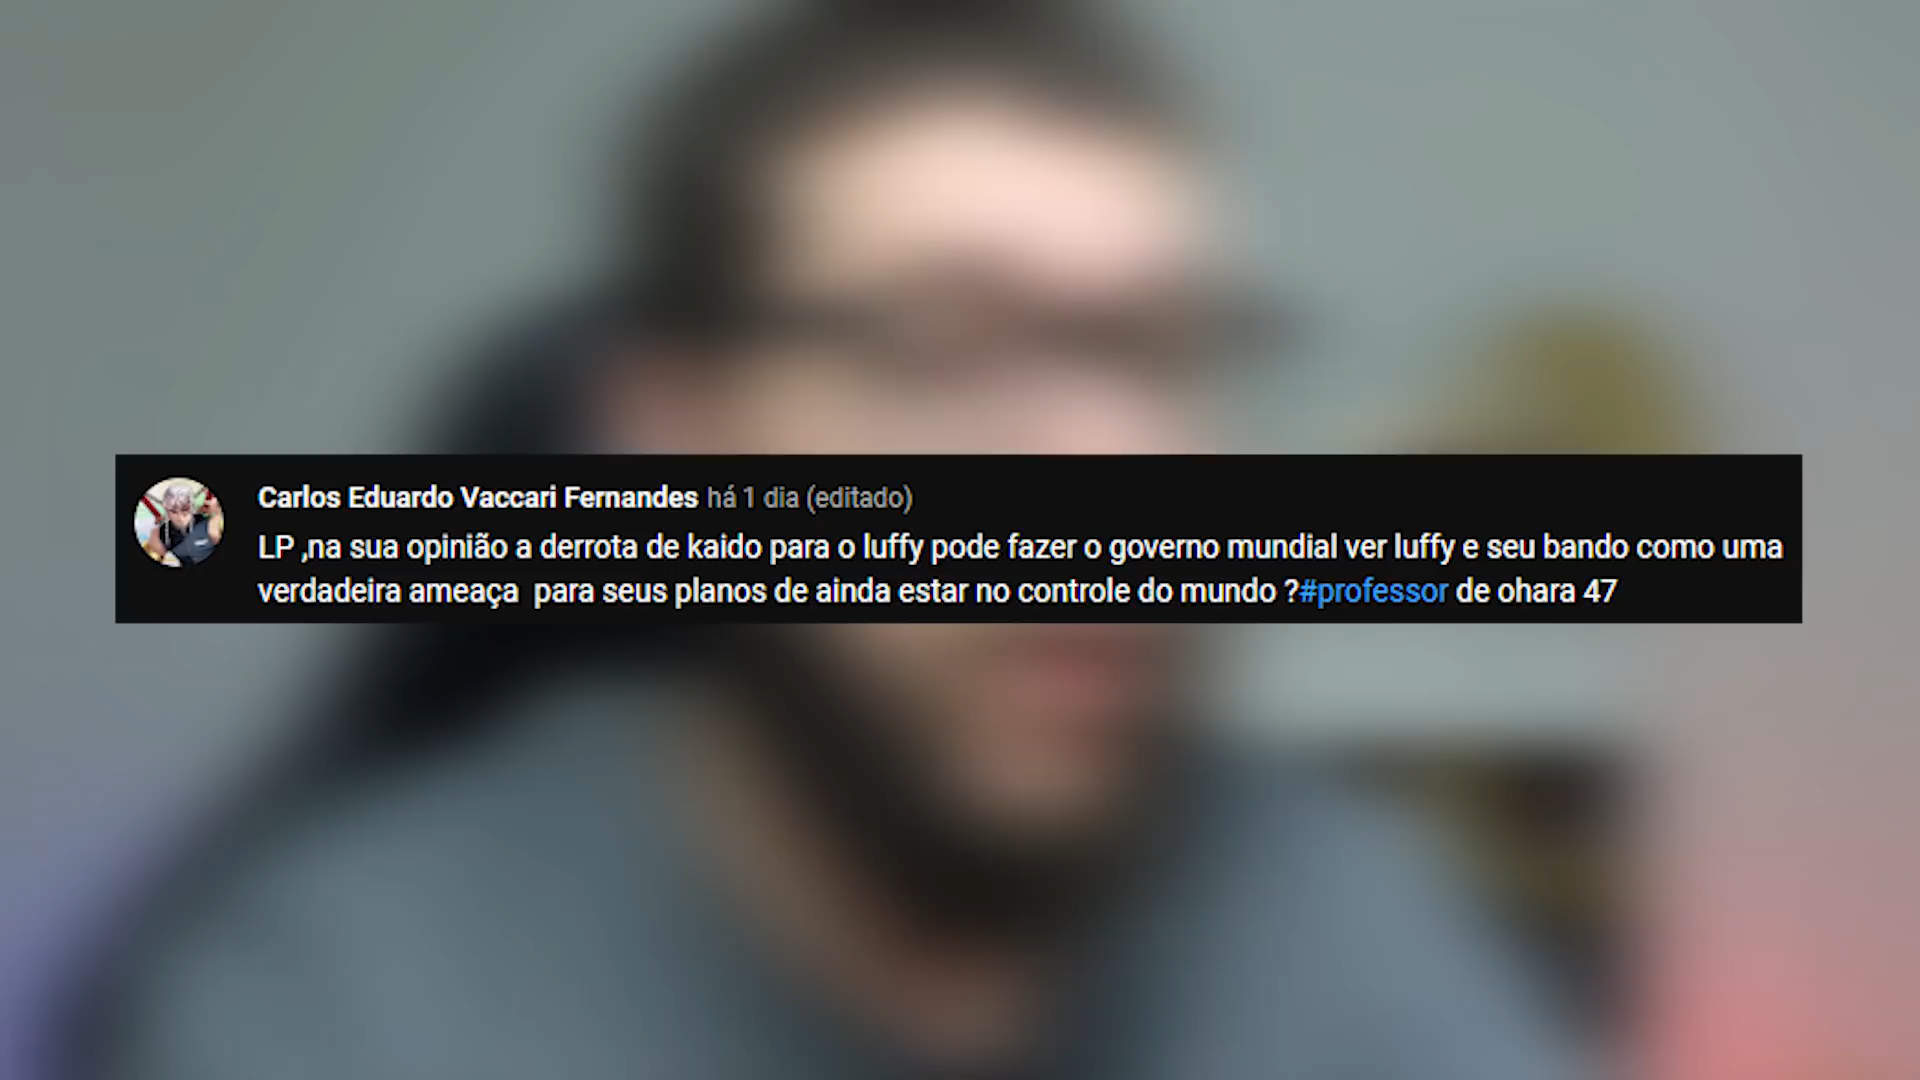 Carlos Eduardo Vaccari Fernandes há 1 dia (editado)
LP ,na sua opinião a derrota de kaido para o luffy pode fazer o governo mundial ver luffy e seu bando como uma
verdadeira ameaça  para seus planos de ainda estar no controle do mundo ?#professor de ohara 47